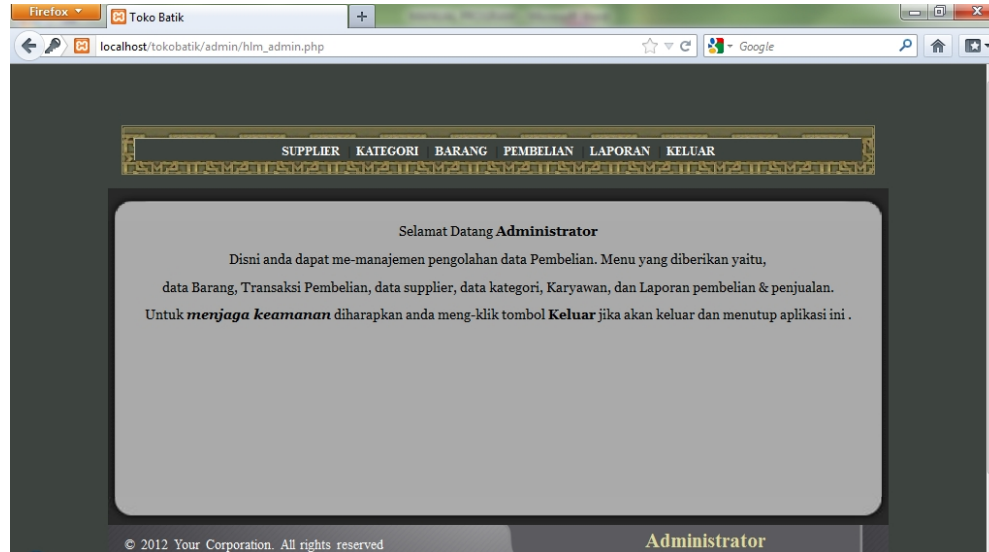 Firefox
Toko Batik
localhost/tokobatik/admin/hlm_admin.php
Google
SUPPLIER | KATEGORI | BARANG | PEMBELIAN | LAPORAN | KELUAR
Selamat Datang Administrator
Disni anda dapat me-manajemen pengolahan data Pembelian. Menu yang diberikan yaitu,
data Barang, Transaksi Pembelian, data supplier, data kategori, Karyawan, dan Laporan pembelian & penjualan.
Untuk menjaga keamanan diharapkan anda meng-klik tombol Keluar jika akan keluar dan menutup aplikasi ini .
© 2012 Your Corporation. All rights reserved
Administrator